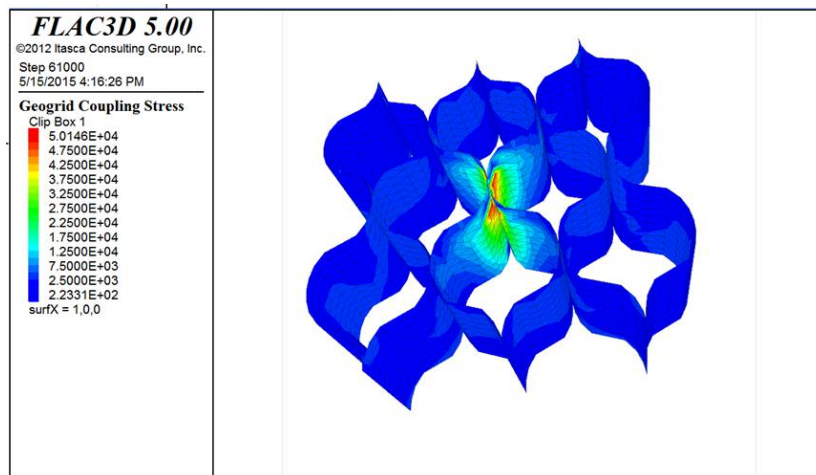 FLAC3D 5.00
©2012 Itasca Consulting Group, Inc.
Step 61000
5/15/2015 4:16:26 PM
Geogrid Coupling Stress
Clip Box 1
5.0146E+04
4.7500E+04
4.2500E+04
3.7500E+04
3.2500E+04
2.7500E+04
2.2500E+04
1.7500E+04
1.2500E+04
7.5000E+03
2.5000E+03
2.2331E+02
surfX = 1,0,0